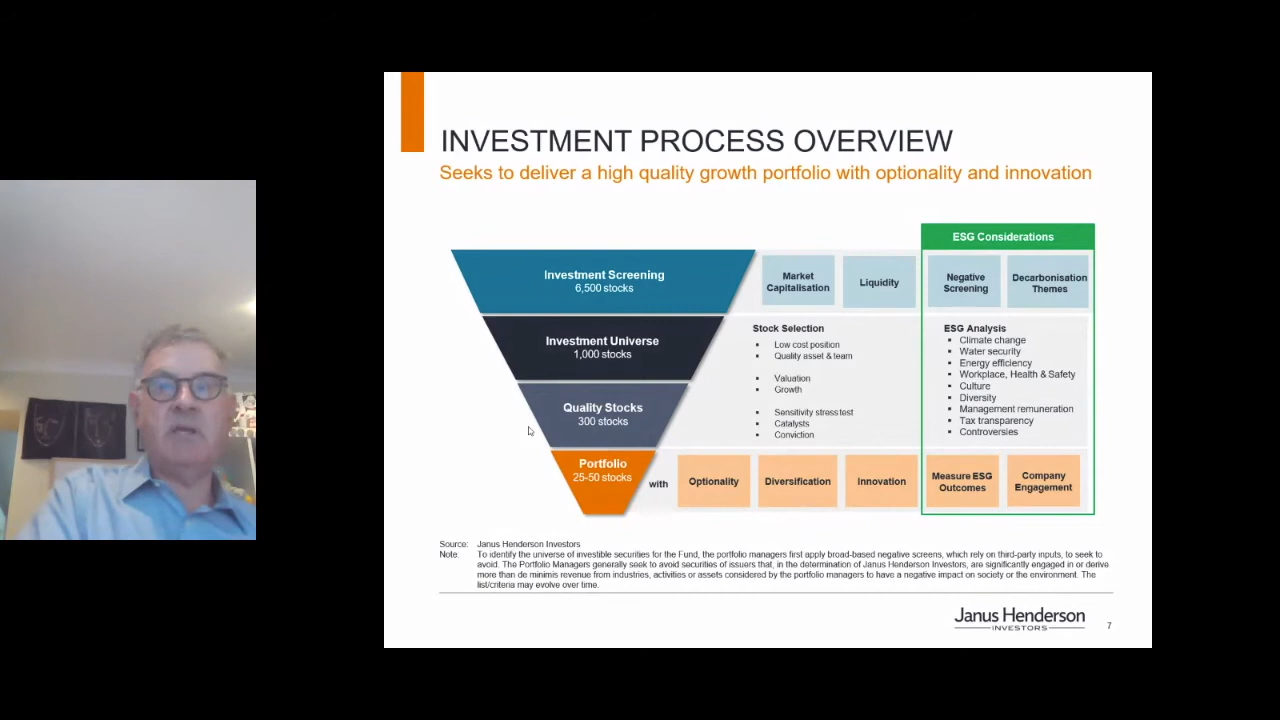 INVESTMENT PROCESS OVERVIEW
Seeks to deliver a high quality growth portfolio with optionality and innovation
ESG Considerations
Investment Screening
6,500 stocks
Market
Capitalisation
Liquidity
Negative
Screening
Decarbonisation
Themes
Investment Universe
1,000 stocks
Quality Stocks
300 stocks
Stock Selection
▪ Low cost position
▪ Quality asset & team
▪ Valuation
▪ Growth
▪ Sensitivity stress test
▪ Catalysts
▪ Conviction
ESG Analysis
▪ Climate change
▪ Water security
▪ Energy efficiency
▪ Workplace, Health & Safety
▪ Culture
▪ Diversity
▪ Management remuneration
▪ Tax transparency
▪ Controversies
Portfolio
25-50 stocks
with
Optionality
Diversification
Innovation
Measure ESG
Outcomes
Company
Engagement
Source: Janus Henderson Investors
Note: To identify the universe of investible securities for the Fund, the portfolio managers first apply broad-based negative screens, which rely on third-party inputs, to seek to
avoid. The Portfolio Managers generally seek to avoid securities of issuers that, in the determination of Janus Henderson Investors, are significantly engaged in or derive
more than de minimis revenue from industries, activities or assets considered by the portfolio managers to have a negative impact on society or the environment. The
list/criteria may evolve over time.
Janus Henderson
INVESTORS
7